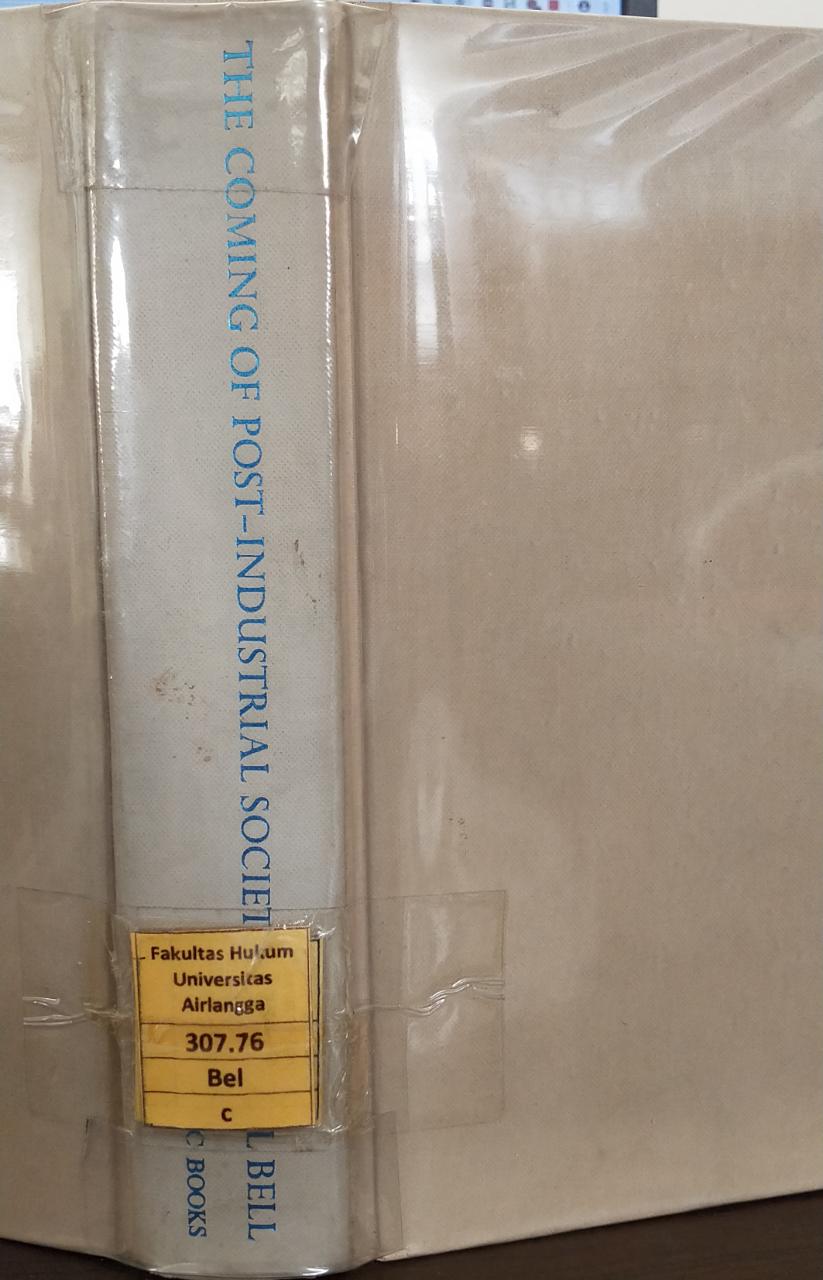 THE COMING OF POST-INDUSTRIAL SOCIET
L BELL
C BOOKS
Fakultas Hukum
Universitas
Airlangga
307.76
Bel
c